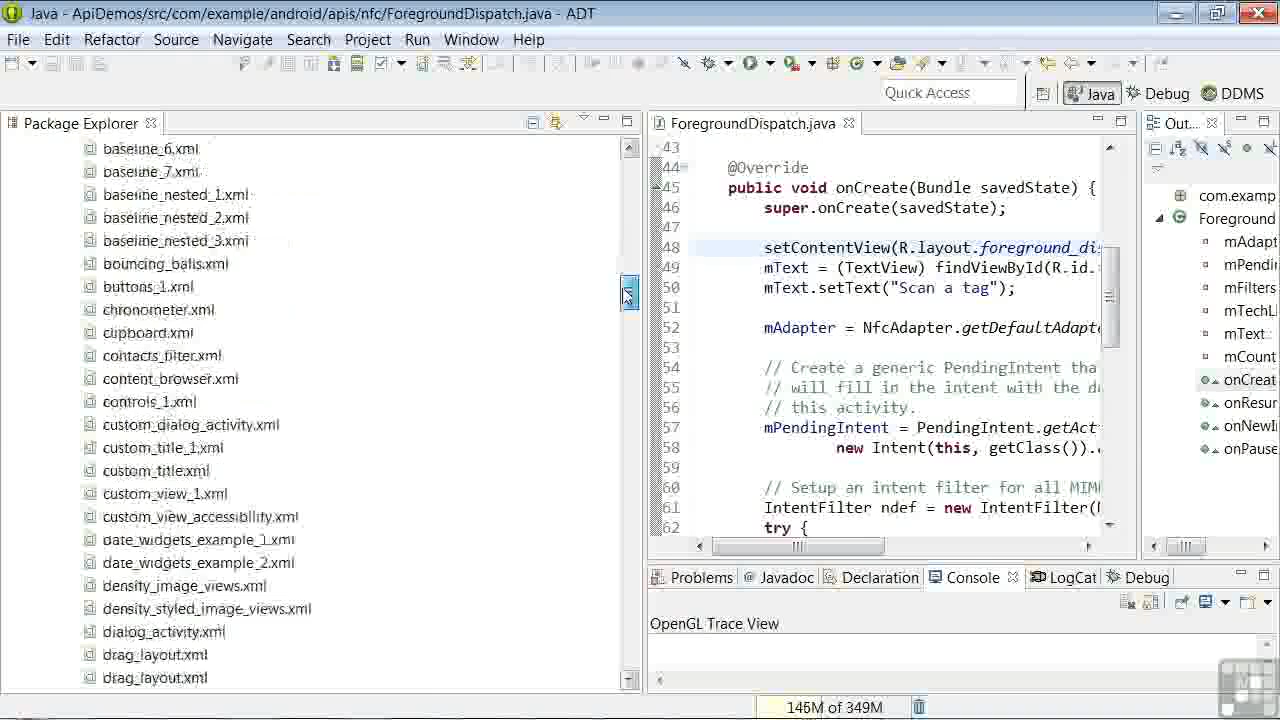 Java - ApiDemos/src/com/example/android/apis/nfc/ForegroundDispatch.java - ADT
File Edit Refactor Source Navigate Search Project Run Window Help
Quick Access
Java
Debug
DDMS
Package Explorer
baseline_6.xml
baseline_7.xml
baseline_nested_1.xml
baseline_nested_2.xml
baseline_nested_3.xml
bouncing_balls.xml
buttons_1.xml
chronometer.xml
clipboard.xml
contacts_filter.xml
content_browser.xml
controls_1.xml
custom_dialog_activity.xml
custom_title_1.xml
custom_title.xml
custom_view_1.xml
custom_view_accessibility.xml
date_widgets_example_1.xml
date_widgets_example_2.xml
density_image_views.xml
density_styled_image_views.xml
dialog_activity.xml
drag_layout.xml
drag_layout.xml
ForegroundDispatch.java
43
44 @Override
45 public void onCreate(Bundle savedState) {
46 super.onCreate(savedState);
47
48 setContentView(R.layout.foreground_di
49 mText = (TextView) findViewById(R.id.
50 mText.setText("Scan a tag");
51
52 mAdapter = NfcAdapter.getDefaultAdapt
53
54 // Create a generic PendingIntent tha
55 // will fill in the intent with the d
56 // this activity.
57 mPendingIntent = PendingIntent.getAct
58 new Intent(this, getClass()).
59
60 // Setup an intent filter for all MIM
61 IntentFilter ndef = new IntentFilter(
62 try {
Out...
com.examp
Foreground
mAdapt
mPendi
mFilters
mTechL
mText :
mCount
onCreat
onResur
onNewI
onPause
Problems
@ Javadoc
Declaration
Console
LogCat
Debug
OpenGL Trace View
146M of 349M